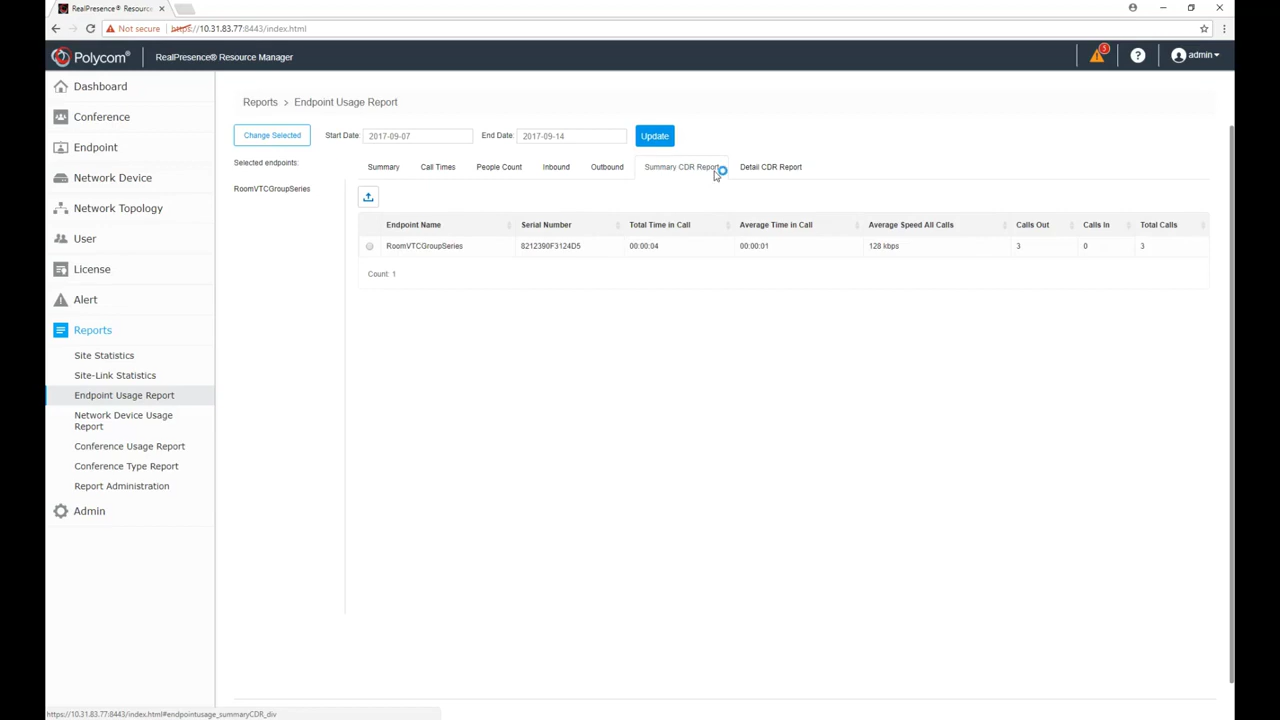 RealPresence® Resource
Not secure | https://10.31.83.77:8443/index.html
Polycom® RealPresence® Resource Manager 5 ? admin
Dashboard
Conference
Endpoint
Network Device
Network Topology
User
License
Alert
Reports
Site Statistics
Site-Link Statistics
Endpoint Usage Report
Network Device Usage
Report
Conference Usage Report
Conference Type Report
Report Administration
Admin
Reports > Endpoint Usage Report
Change Selected Start Date: 2017-09-07 End Date: 2017-09-14 Update
Selected endpoints:
RoomVTCGroupSeries
Summary Call Times People Count Inbound Outbound Summary CDR Report Detail CDR Report
Endpoint Name Serial Number Total Time in Call Average Time in Call Average Speed All Calls Calls Out Calls In Total Calls
RoomVTCGroupSeries 8212390F3124D5 00:00:04 00:00:01 128 kbps 3 0 3
Count: 1
https://10.31.83.77:8443/index.html#endpointusage_summaryCDR_div